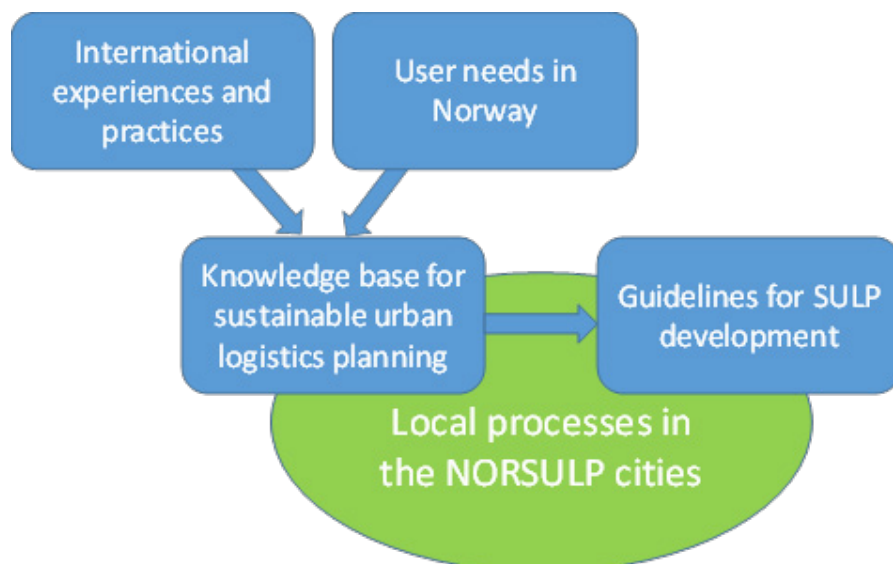 International
experiences and
practices
User needs in
Norway
Knowledge base for
sustainable urban
logistics planning
Guidelines for SULP
development
Local processes in
the NORSULP cities